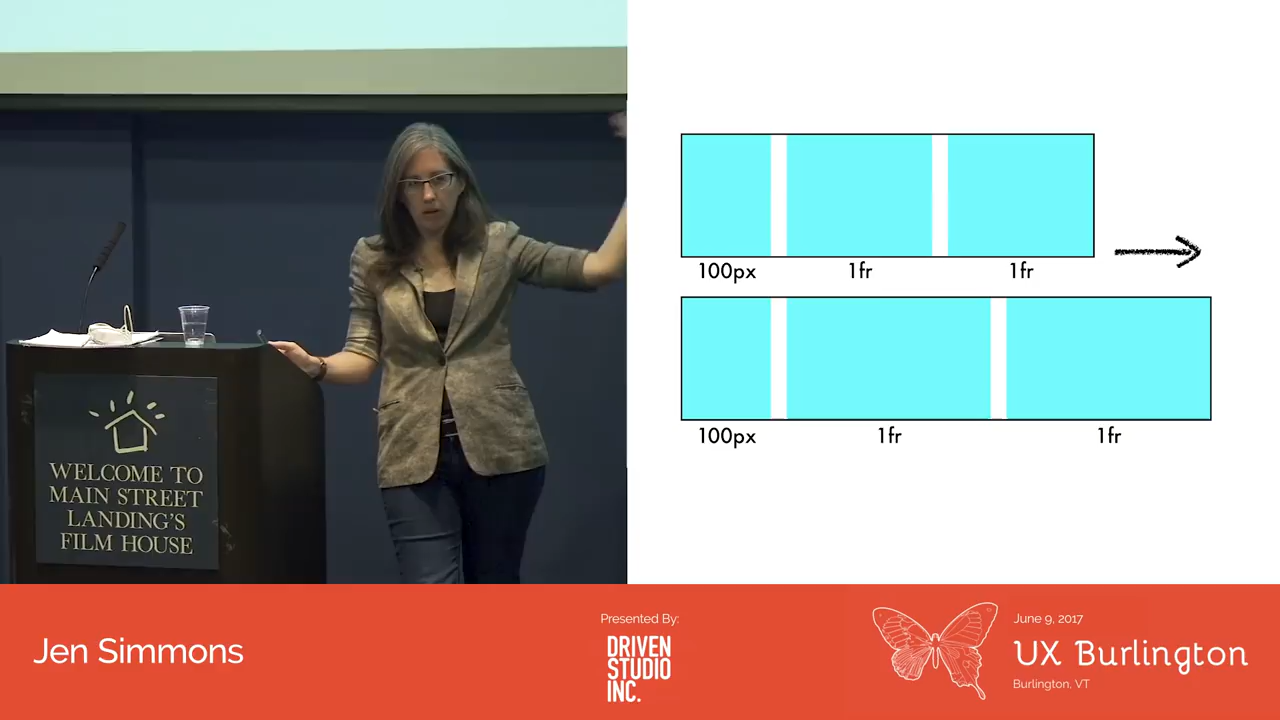 WELCOME TO
MAIN STREET
LANDING'S
FILM HOUSE
100px
1fr
1fr
100px
1fr
1fr
Jen Simmons
Presented By:
DRIVEN
STUDIO
INC.
June 9, 2017
UX Burlington
Burlington, VT